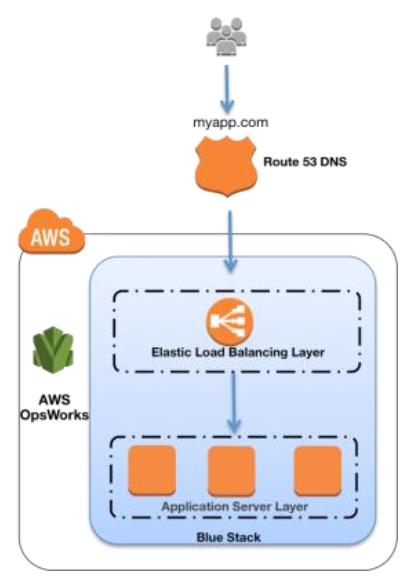 myapp.com
Route 53 DNS
AWS
Elastic Load Balancing Layer
AWS
OpsWorks
Application Server Layer
Blue Stack